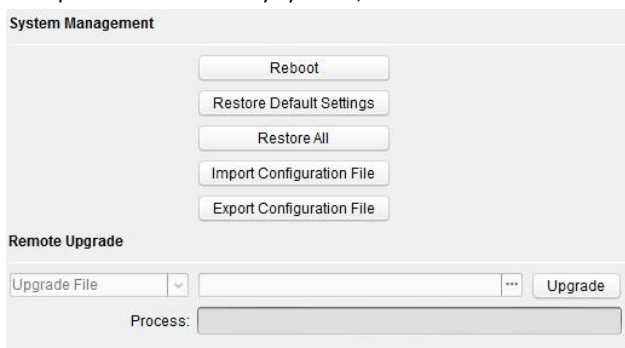 System Management
Reboot
Restore Default Settings
Restore All
Import Configuration File
Export Configuration File
Remote Upgrade
Upgrade File ... Upgrade
Process: